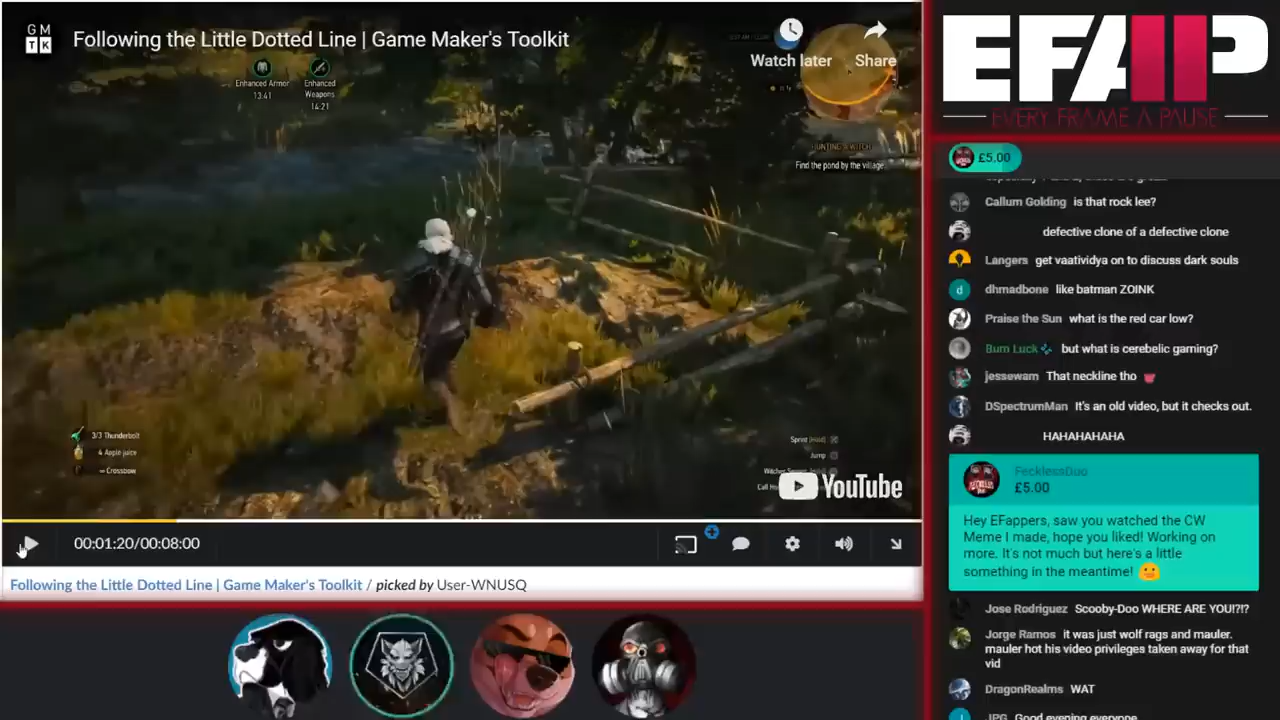 GM
TK
Following the Little Dotted Line | Game Maker's Toolkit
Watch later
Share
Enhanced Armor
13:41
Enhanced
Weapons
14:21
Find the pond by the village.
3/3 Thunderbolt
4 Apple juice
∞ Crossbow
Sprint [Hold]
Jump
YouTube
00:01:20/00:08:00
Following the Little Dotted Line | Game Maker's Toolkit / picked by User-WNUSQ
EFAP
EVERY FRAME A PAUSE
£5.00
Callum Golding is that rock lee?
defective clone of a defective clone
Langers get vaatividya on to discuss dark souls
dhmadbone like batman ZOINK
Praise the Sun what is the red car low?
Bum Luck but what is cerebelic gaming?
jessewam That neckline tho
DSpectrumMan It's an old video, but it checks out.
HAHAHAHAHA
FecklessDuo
£5.00
Hey EFappers, saw you watched the CW
Meme I made, hope you liked! Working on
more. It's not much but here's a little
something in the meantime!
Jose Rodriguez Scooby-Doo WHERE ARE YOU!?!?
Jorge Ramos it was just wolf rags and mauler.
mauler hot his video privileges taken away for that
vid
DragonRealms WAT
JPG Good evening everyone